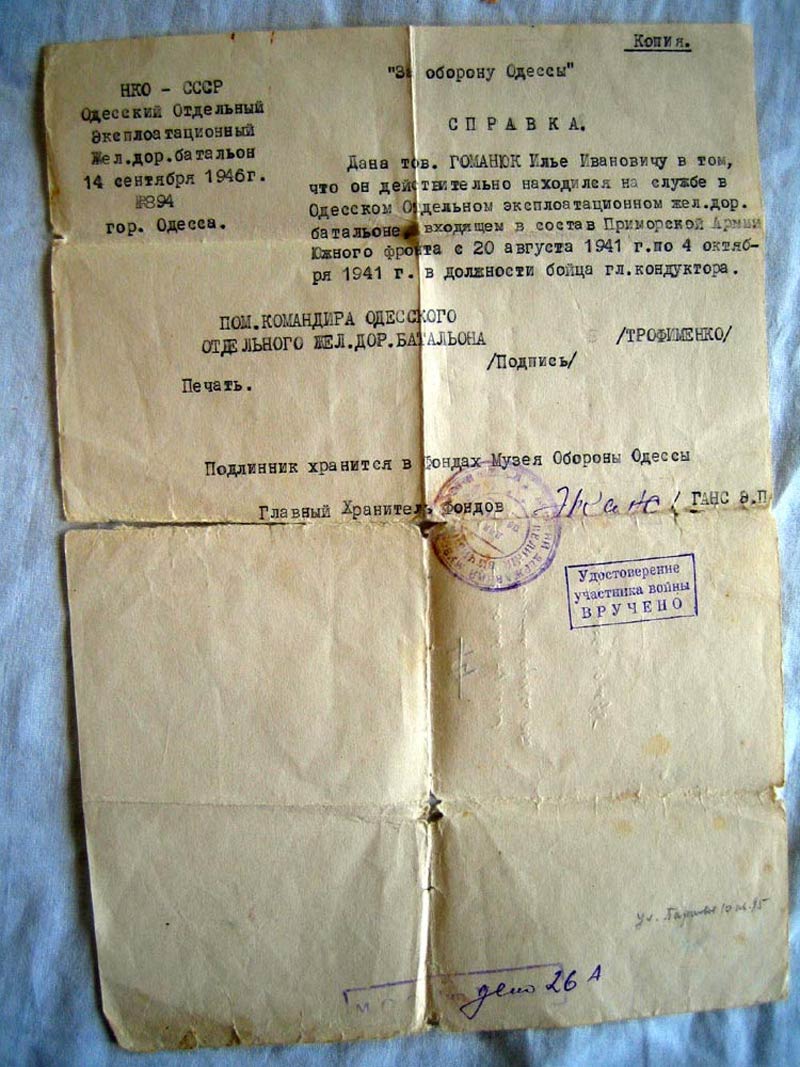 Копия.
"За оборону Одессы"
НКО - СССР
Одесский Отдельный
Эксплоатационный
Жел.дор.батальон
14 сентября 1946г.
№894
гор. Одесса.
СПРАВКА.
Дана тов. ГОМАНЮК Илье Ивановичу в том,
что он действительно находился на службе в
Одесском Отдельном эксплоатационном жел.дор.
батальоне входящем в состав Приморской Армии
Южного фронта с 20 августа 1941 г.по 4 октяб-
ря 1941 г. в должности бойца гл.кондуктора.
ПОМ.КОМАНДИРА ОДЕССКОГО
ОТДЕЛЬНОГО ЖЕЛ.ДОР.БАТАЛЬОНА /ТРОФИМЕНКО/
/Подпись/
Печать.
Подлинник хранится в Фондах Музея Обороны Одессы
Главный Хранитель Фондов / ГАНС Э.П
Удостоверение
участника войны
ВРУЧЕНО
ул.
дело 26 А